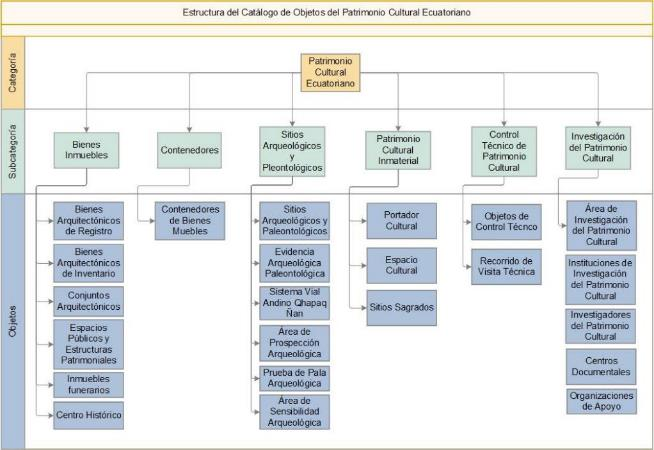 Estructura del Catálogo de Objetos del Patrimonio Cultural Ecuatoriano
Categoría
Patrimonio
Cultural
Ecuatoriano
Subcategoría
Bienes
Inmuebles
Contenedores
Sitios
Arqueológicos
y
Pleontológicos
Patrimonio
Cultural
Inmaterial
Control
Técnico de
Patrimonio
Cultural
Investigación
del Patrimonio
Cultural
Objetos
Bienes
Arquitectónicos
de Registro
Bienes
Arquitectónicos
de Inventario
Conjuntos
Arquitectónicos
Espacios
Públicos y
Estructuras
Patrimoniales
Inmuebles
funerarios
Centro Histórico
Contenedores
de Bienes
Muebles
Sitios
Arqueológicos y
Paleontológicos
Evidencia
Arqueológica
Paleontológica
Sistema Vial
Andino Qhapaq
Ñan
Área de
Prospección
Arqueológica
Prueba de Pala
Arqueológica
Área de
Sensibilidad
Arqueológica
Portador
Cultural
Espacio
Cultural
Sitios Sagrados
Objetos de
Control Técnco
Recorrido de
Visita Técnica
Área de
Investigación
del Patrimonio
Cultural
Instituciones de
Investigación
del Patrimonio
Cultural
Investigadores
del Patrimonio
Cultural
Centros
Documentales
Organizaciones
de Apoyo